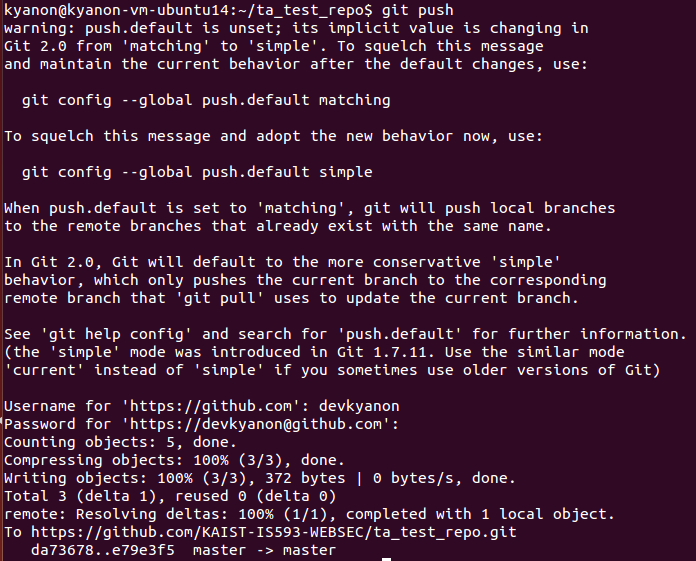 kyanon@kyanon-vm-ubuntu14:~/ta_test_repo$ git push
warning: push.default is unset; its implicit value is changing in
Git 2.0 from 'matching' to 'simple'. To squelch this message
and maintain the current behavior after the default changes, use:
  git config --global push.default matching
To squelch this message and adopt the new behavior now, use:
  git config --global push.default simple
When push.default is set to 'matching', git will push local branches
to the remote branches that already exist with the same name.
In Git 2.0, Git will default to the more conservative 'simple'
behavior, which only pushes the current branch to the corresponding
remote branch that 'git pull' uses to update the current branch.
See 'git help config' and search for 'push.default' for further information.
(the 'simple' mode was introduced in Git 1.7.11. Use the similar mode
'current' instead of 'simple' if you sometimes use older versions of Git)
Username for 'https://github.com': devkyanon
Password for 'https://devkyanon@github.com':
Counting objects: 5, done.
Compressing objects: 100% (3/3), done.
Writing objects: 100% (3/3), 372 bytes | 0 bytes/s, done.
Total 3 (delta 1), reused 0 (delta 0)
remote: Resolving deltas: 100% (1/1), completed with 1 local object.
To https://github.com/KAIST-IS593-WEBSEC/ta_test_repo.git
   da73678..e79e3f5  master -> master